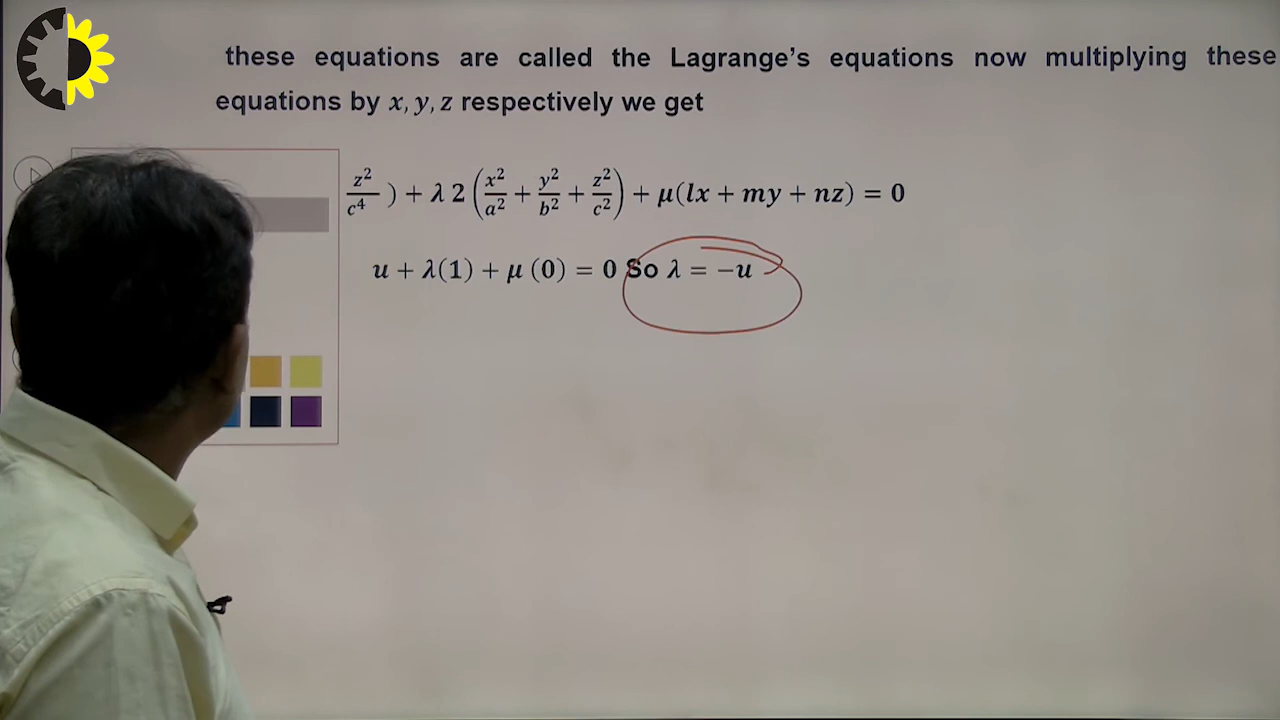 these equations are called the Lagrange's equations now multiplying these
equations by x, y, z respectively we get
z²/c⁴ ) + λ 2 (x²/a² + y²/b² + z²/c²) + μ(lx + my + nz) = 0
u + λ(1) + μ (0) = 0 So λ = −u